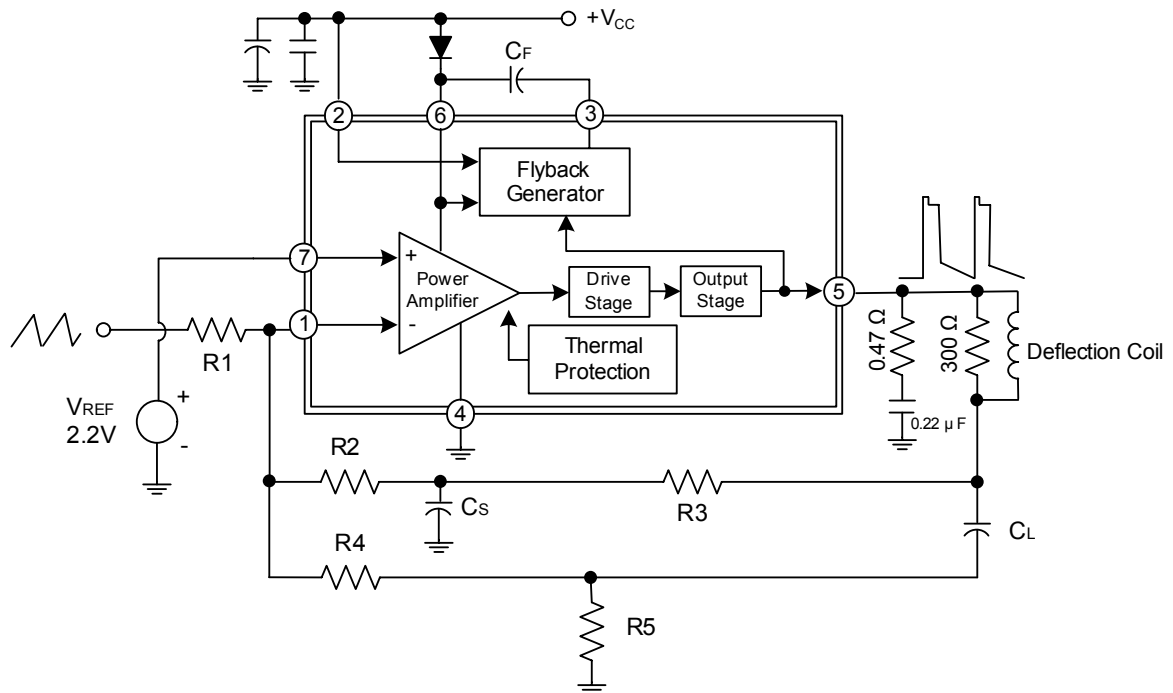 +VCC
CF
2
6
3
Flyback
Generator
7
+
Power
Amplifier
-
1
Drive
Stage
Output
Stage
5
Thermal
Protection
4
R1
VREF
2.2V
+
-
0.47 Ω
300 Ω
Deflection Coil
0.22 μ F
R2
CS
R3
CL
R4
R5